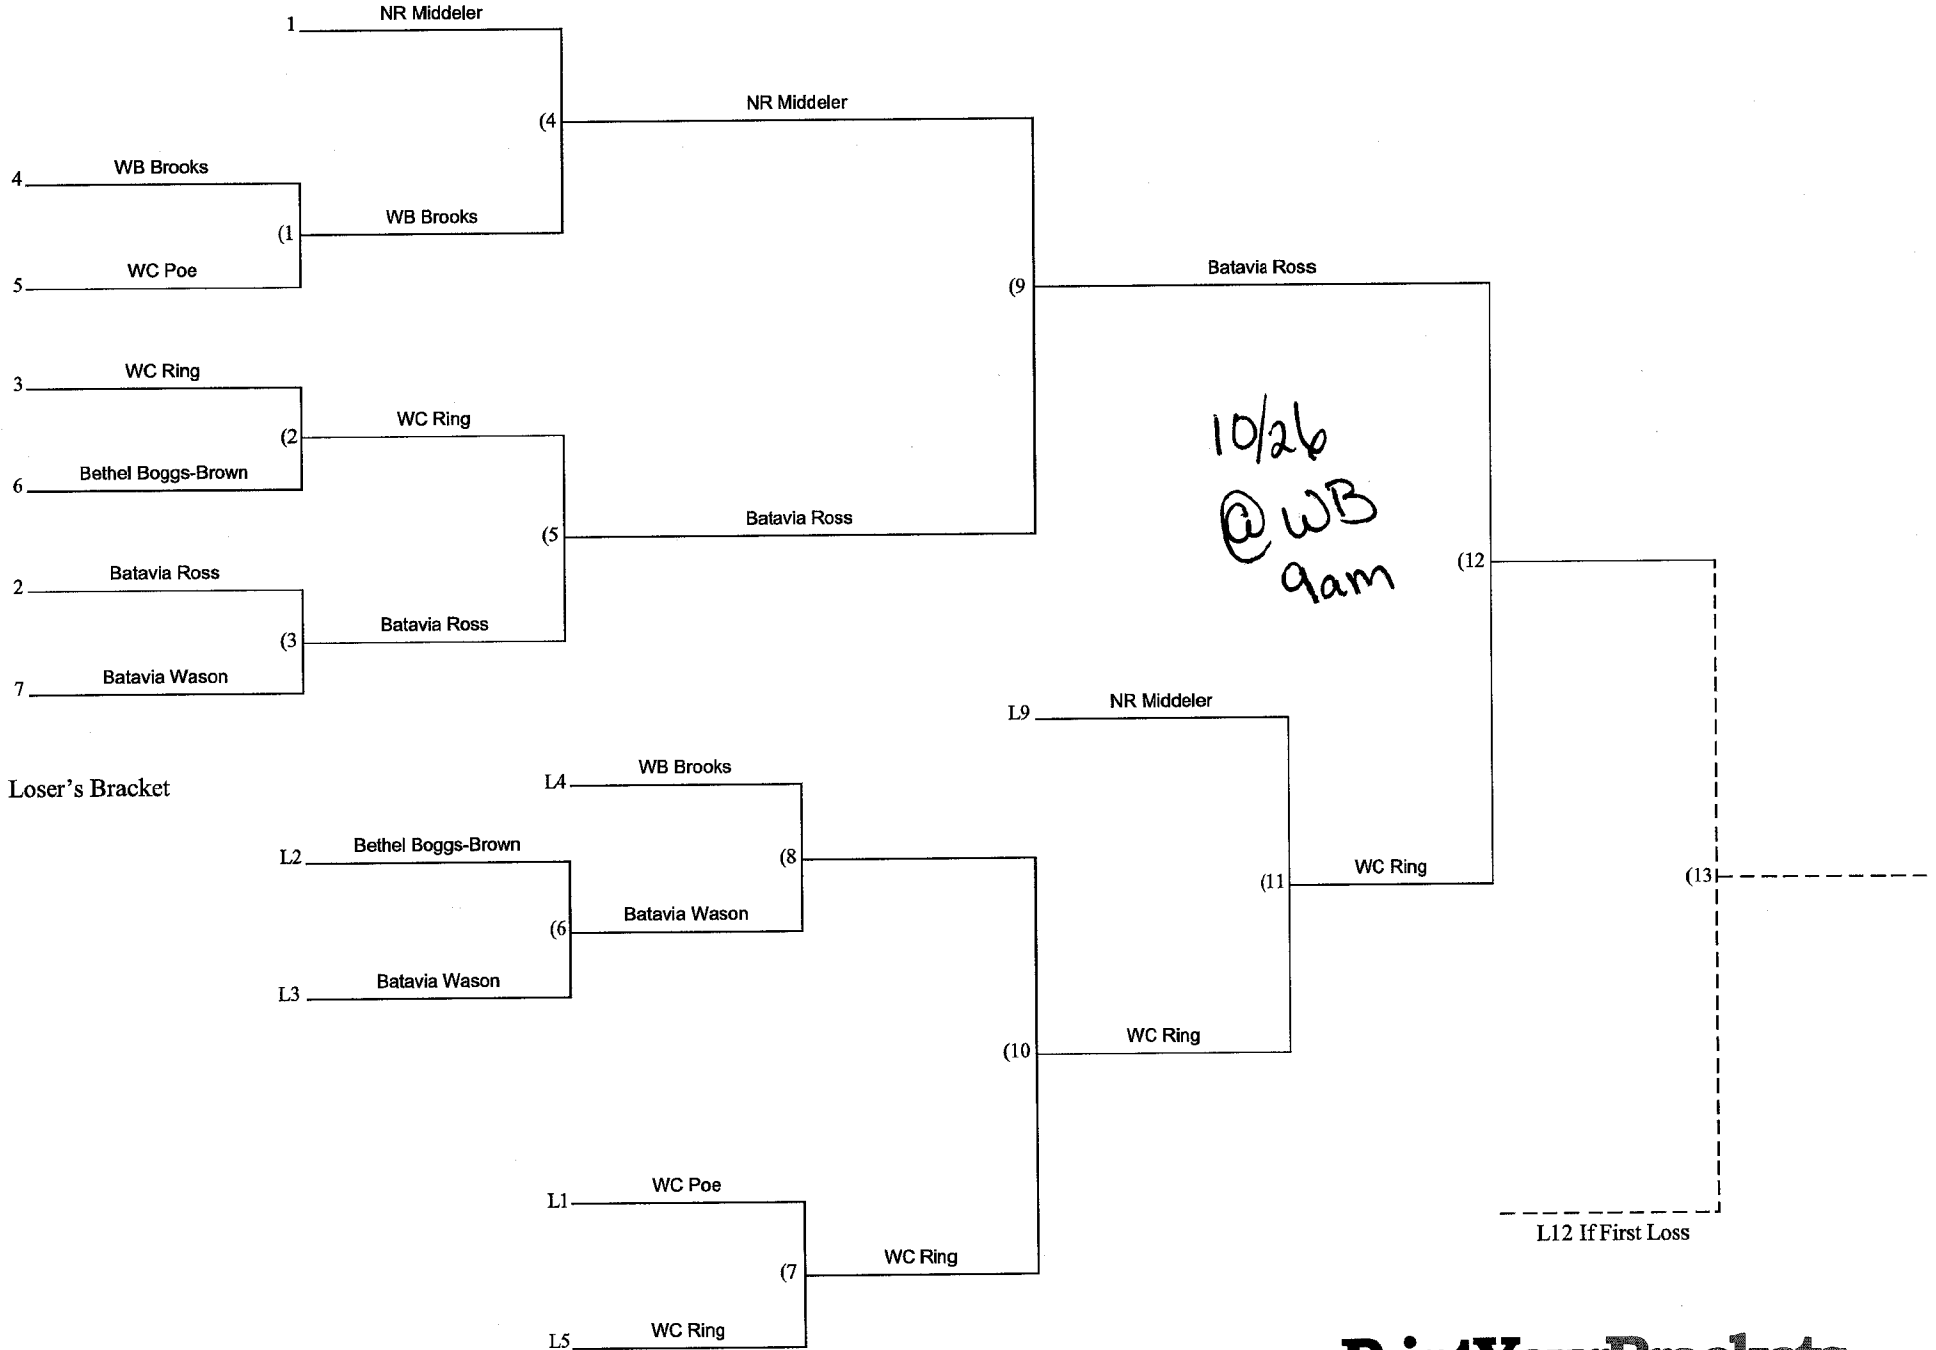 1 NR Middeler
(4 NR Middeler
4 WB Brooks
(1 WB Brooks
5 WC Poe
(9 Batavia Ross
3 WC Ring
(2 WC Ring
6 Bethel Boggs-Brown
(5 Batavia Ross
2 Batavia Ross
(3 Batavia Ross
7 Batavia Wason
10/26
@ WB
9am
(12
Loser's Bracket
L9 NR Middeler
L4 WB Brooks
L2 Bethel Boggs-Brown
(8
(6 Batavia Wason
L3 Batavia Wason
(11 WC Ring
(13
(10 WC Ring
L1 WC Poe
(7 WC Ring
L5 WC Ring
L12 If First Loss
PrintYourBrackets